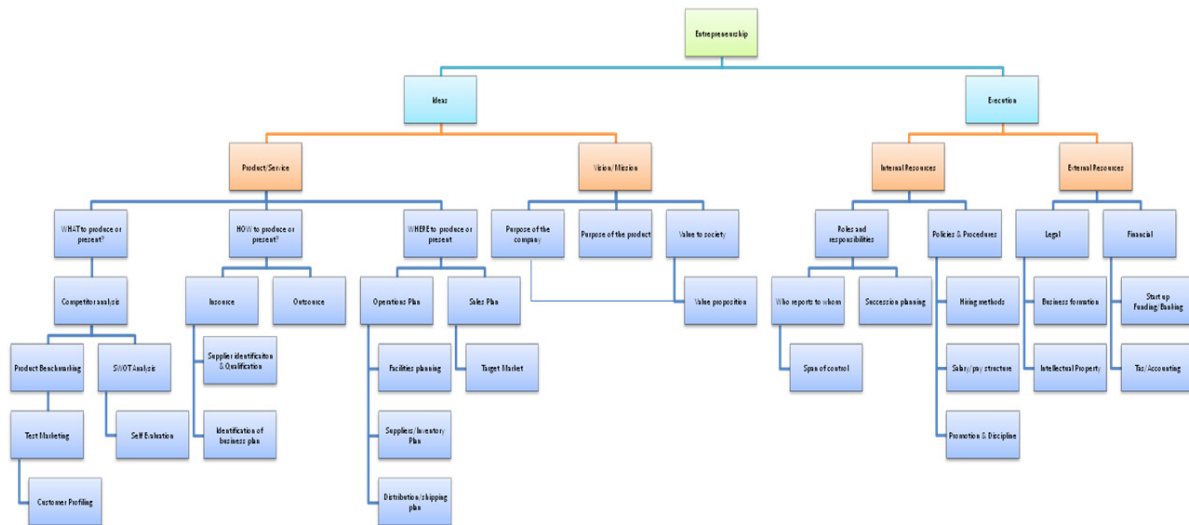 Entrepreneurship
Ideas
Execution
Product/Service
Vision/Mission
Internal Resources
External Resources
WHAT to produce or
present?
HOW to produce or
present?
WHERE to produce or
present
Purpose of the
company
Purpose of the product
Value to society
Roles and
responsibilities
Policies & Procedures
Legal
Financial
Competitor analysis
Insource
Outsource
Operations Plan
Sales Plan
Value proposition
Who reports to whom
Succession planning
Hiring methods
Business formation
Start up
Funding/Banking
Product Benchmarking
SWOT Analysis
Supplier identificaiton
& Qualification
Facilities planning
Target Market
Span of control
Salary/pay structure
Intellectual Property
Tax/Accounting
Test Marketing
Self Evaluation
Identification of
business plan
Suppliers/Inventory
Plan
Promotion & Discipline
Customer Profiling
Distribution/shipping
plan